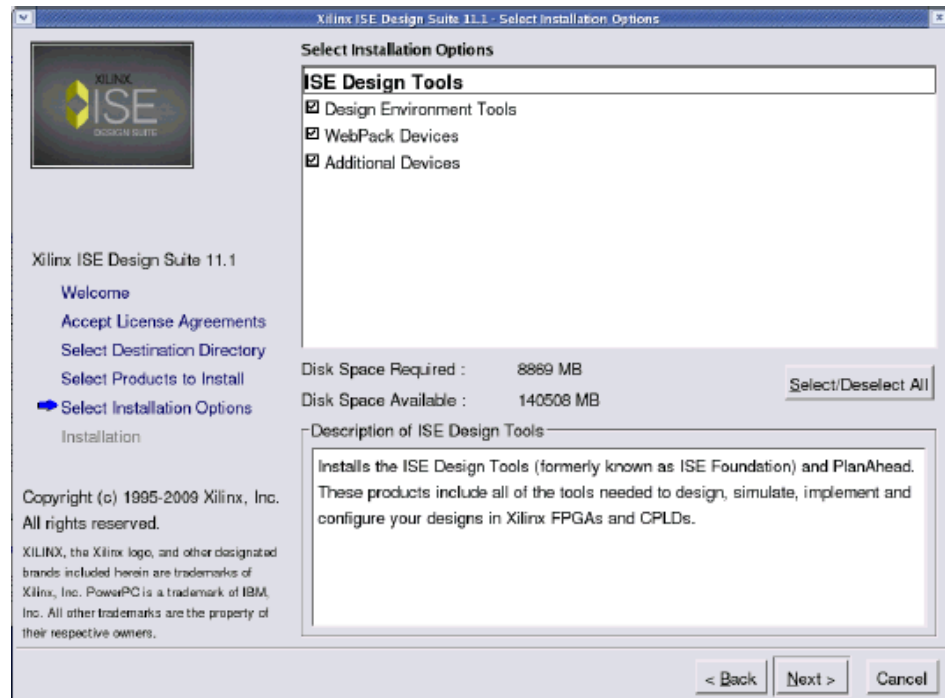 Xilinx ISE Design Suite 11.1 - Select Installation Options
XILINX
ISE
DESIGN SUITE
Xilinx ISE Design Suite 11.1
Welcome
Accept License Agreements
Select Destination Directory
Select Products to Install
Select Installation Options
Installation
Copyright (c) 1995-2009 Xilinx, Inc.
All rights reserved.
XILINX, the Xilinx logo, and other designated
brands included herein are trademarks of
Xilinx, Inc. PowerPC is a trademark of IBM,
Inc. All other trademarks are the property of
their respective owners.
Select Installation Options
ISE Design Tools
Design Environment Tools
WebPack Devices
Additional Devices
Disk Space Required : 8869 MB
Disk Space Available : 140508 MB
Select/Deselect All
Description of ISE Design Tools
Installs the ISE Design Tools (formerly known as ISE Foundation) and PlanAhead.
These products include all of the tools needed to design, simulate, implement and
configure your designs in Xilinx FPGAs and CPLDs.
< Back Next > Cancel